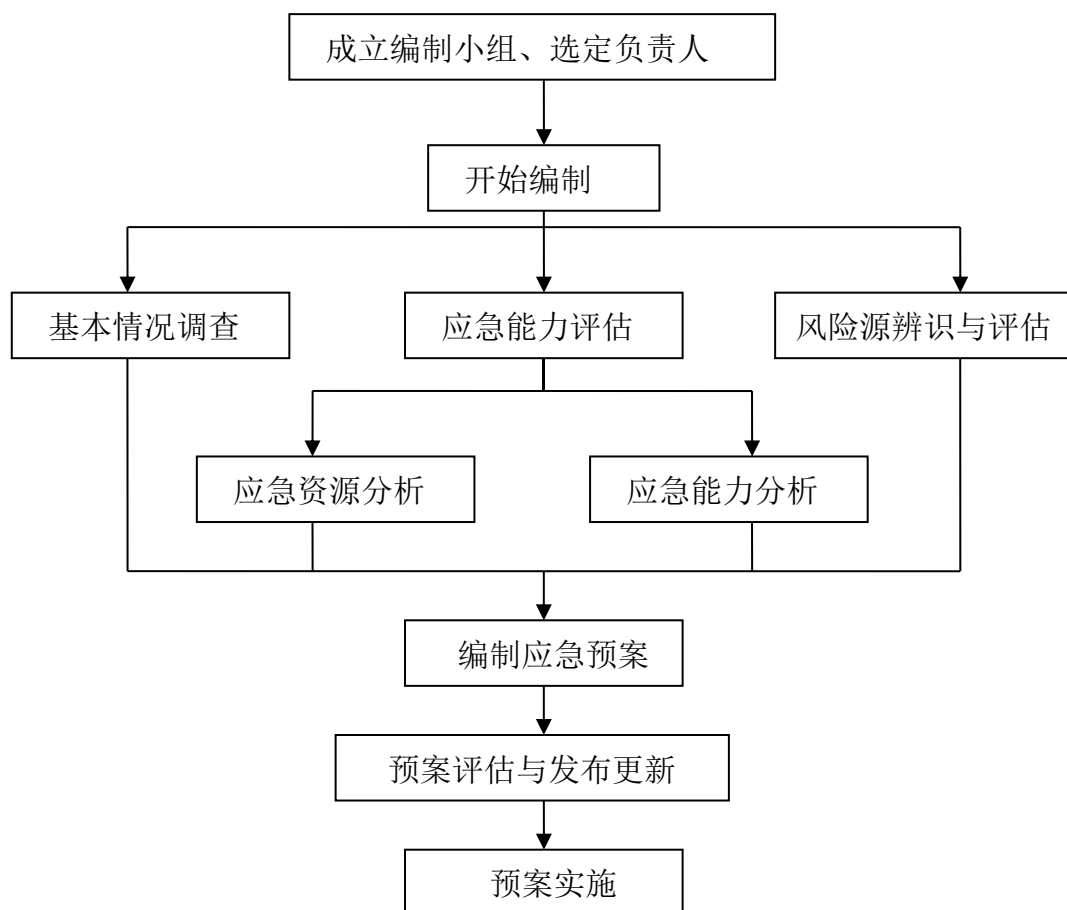 成立编制小组、选定负责人
开始编制
基本情况调查
应急能力评估
风险源辨识与评估
应急资源分析
应急能力分析
编制应急预案
预案评估与发布更新
预案实施